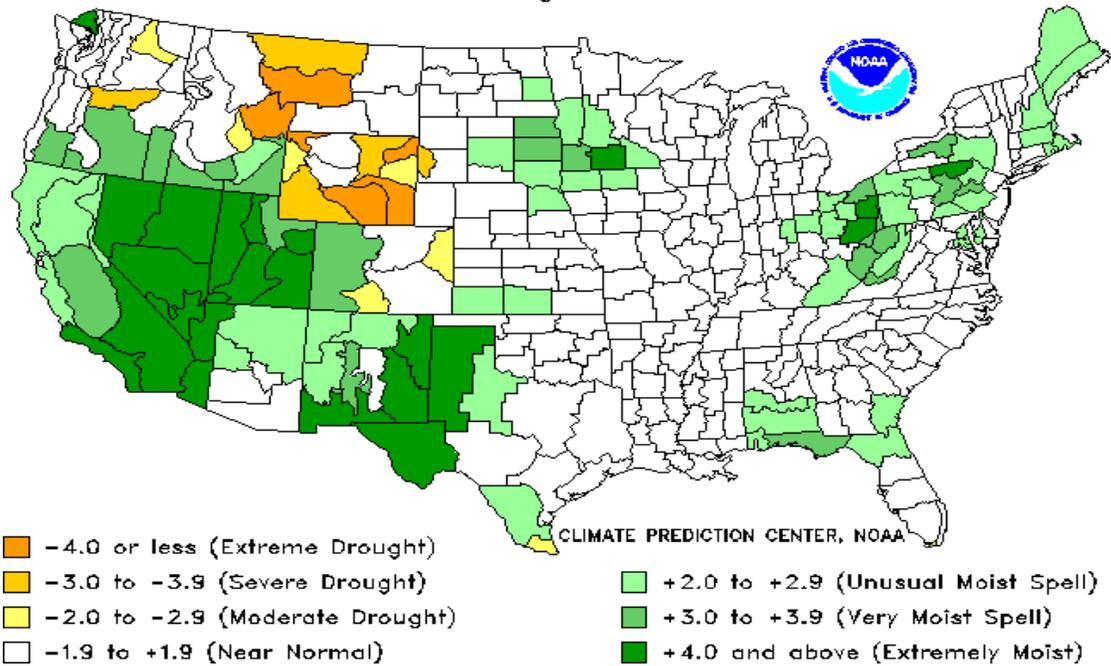 NOAA
CLIMATE PREDICTION CENTER, NOAA
-4.0 or less (Extreme Drought)
-3.0 to -3.9 (Severe Drought)
-2.0 to -2.9 (Moderate Drought)
-1.9 to +1.9 (Near Normal)
+2.0 to +2.9 (Unusual Moist Spell)
+3.0 to +3.9 (Very Moist Spell)
+4.0 and above (Extremely Moist)